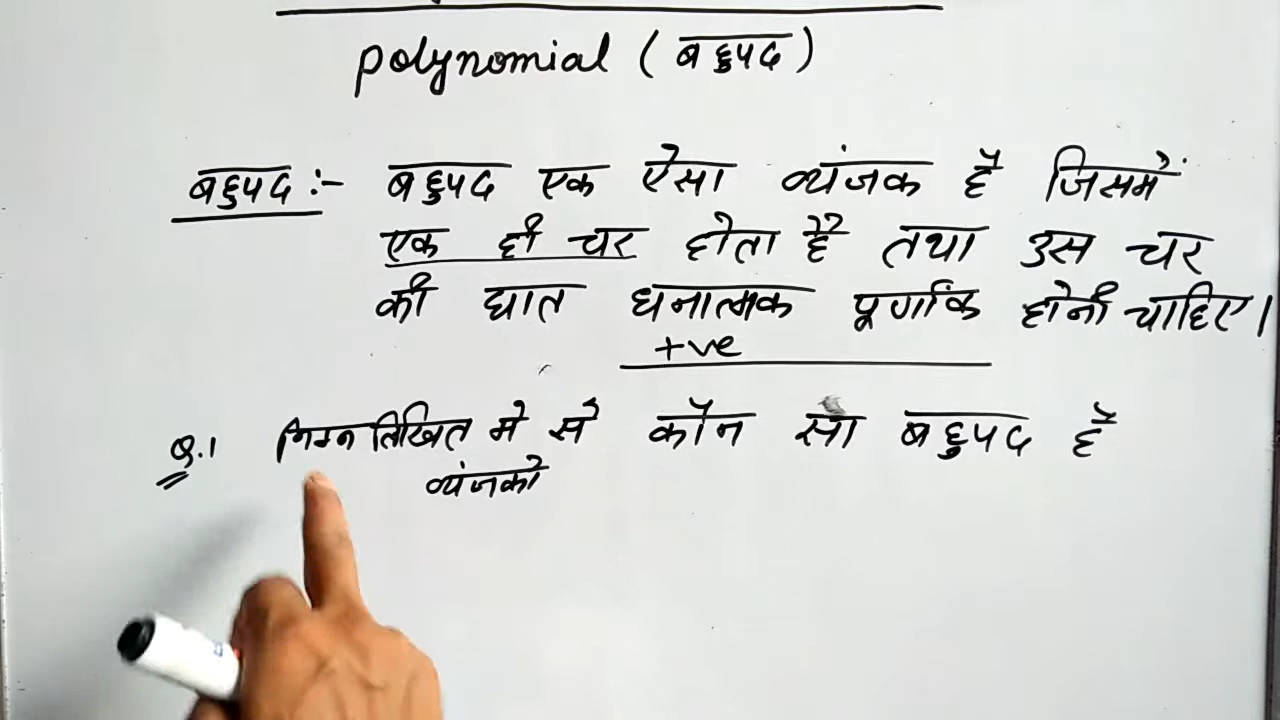 polynomial (बहुपद)
बहुपद :- बहुपद एक ऐसा व्यंजक है जिसमें
एक ही चर होता है तथा उस चर
की घात धनात्मक पूर्णांक होनी चाहिए।
+ve
Q.1 निम्नलिखित मे से कौन सा बहुपद है
व्यंजको